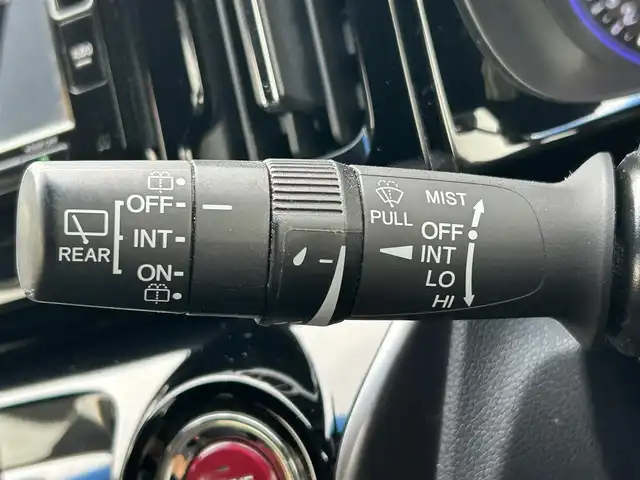 OFF
INT
REAR
ON
PULL
MIST
OFF
INT
LO
HI